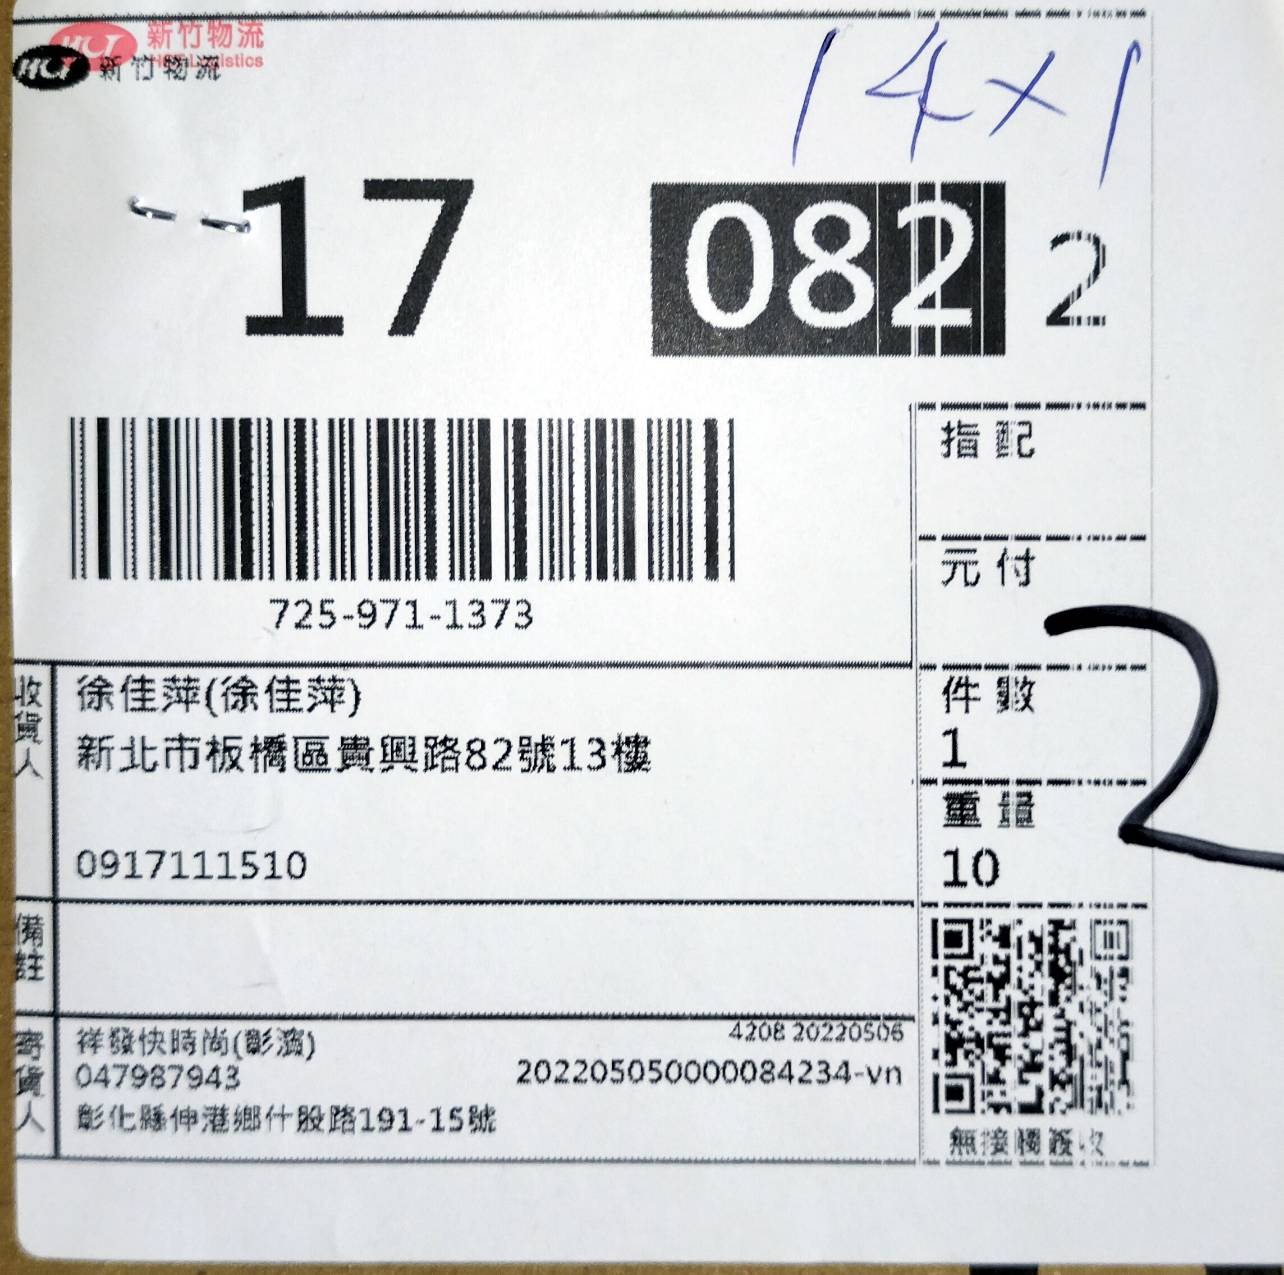 HCT 新竹物流
HCT Logistics
HCT 新竹物流
14×1
17 082 2
指配
元付
725-971-1373
2
收貨人
徐佳萍(徐佳萍)
新北市板橋區貴興路82號13樓
0917111510
件數
1
重量
10
備註
寄貨人
祥發快時尚(彰濱)
4208 20220506
047987943
202205050000084234-vn
彰化縣伸港鄉什股路191-15號
無接觸簽收